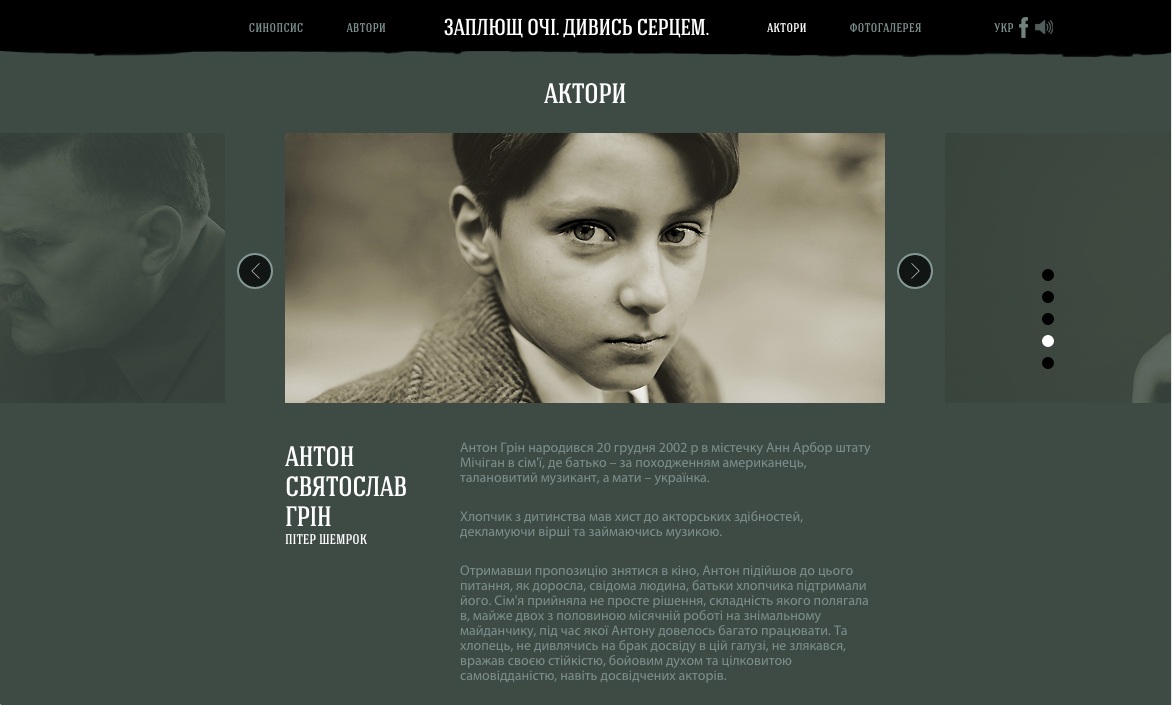 СИНОПСИС
АВТОРИ
ЗАПЛЮЩ ОЧІ. ДИВИСЬ СЕРЦЕМ.
АКТОРИ
ФОТОГАЛЕРЕЯ
УКР
АКТОРИ
АНТОН
СВЯТОСЛАВ
ГРІН
ПІТЕР ШЕМРОК
Антон Грін народився 20 грудня 2002 р в містечку Анн Арбор штату
Мічіган в сім'ї, де батько – за походженням американець,
талановитий музикант, а мати – українка.
Хлопчик з дитинства мав хист до акторських здібностей,
декламуючи вірші та займаючись музикою.
Отримавши пропозицію знятися в кіно, Антон підійшов до цього
питання, як доросла, свідома людина, батьки хлопчика підтримали
його. Сім'я прийняла не просте рішення, складність якого полягала
в, майже двох з половиною місячній роботі на знімальному
майданчику, під час якої Антону довелось багато працювати. Та
хлопець, не дивлячись на брак досвіду в цій галузі, не злякався,
вражав своєю стійкістю, бойовим духом та цілковитою
самовідданістю, навіть досвідчених акторів.